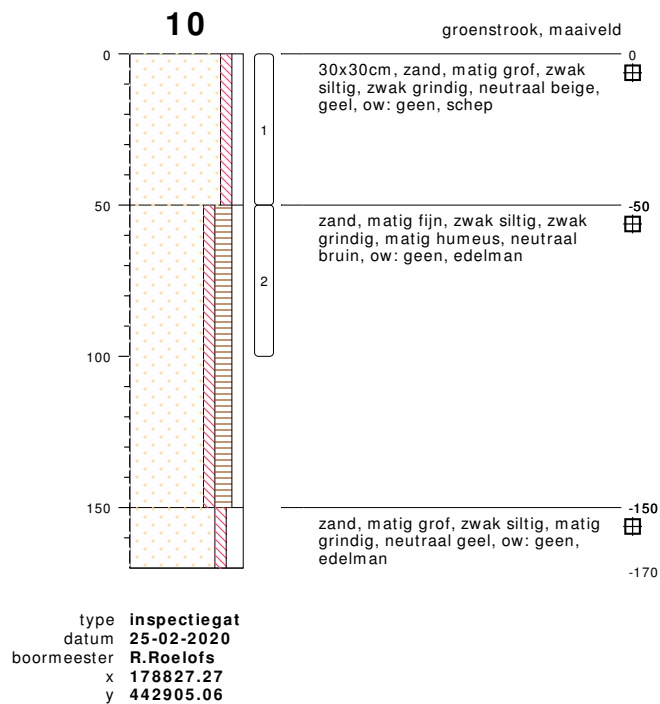 10
groenstrook, maaiveld
0
0
30x30cm, zand, matig grof, zwak
siltig, zwak grindig, neutraal beige,
geel, ow: geen, schep
1
50
-50
zand, matig fijn, zwak siltig, zwak
grindig, matig humeus, neutraal
bruin, ow: geen, edelman
2
100
150
-150
zand, matig grof, zwak siltig, matig
grindig, neutraal geel, ow: geen,
edelman
-170
type inspectiegat
datum 25-02-2020
boormeester R.Roelofs
x 178827.27
y 442905.06